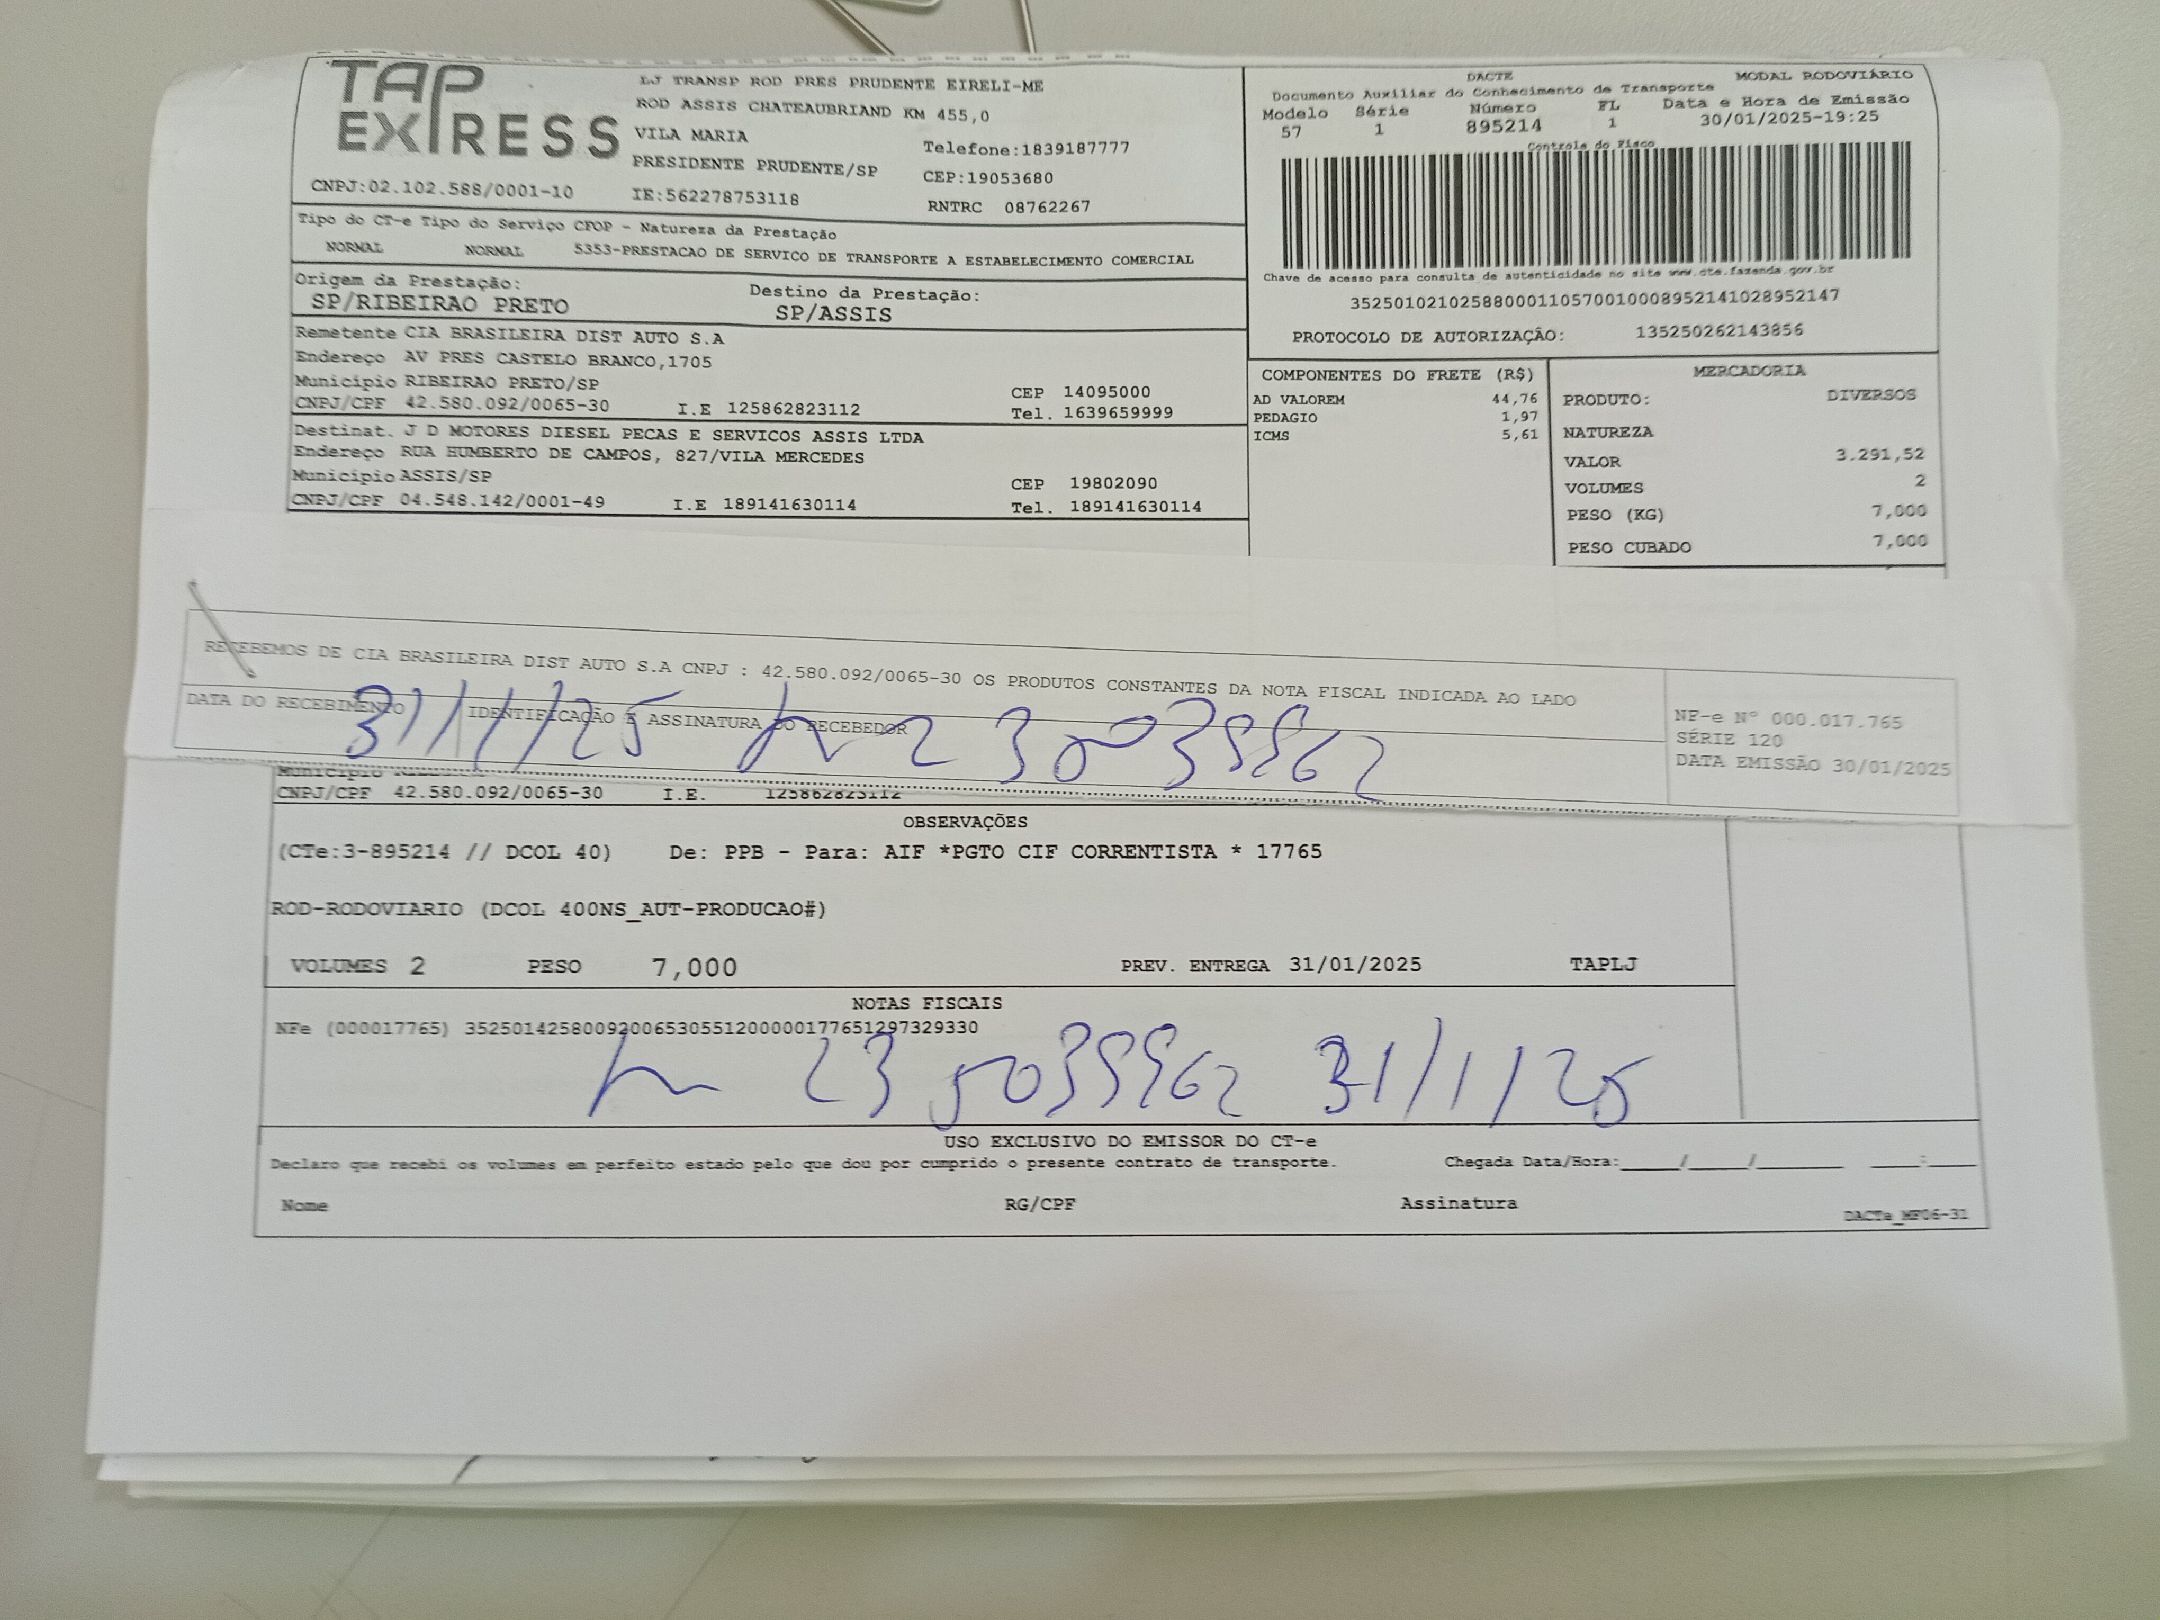 TAP EXPRESS
LJ TRANSP ROD PRES PRUDENTE EIRELI-ME
ROD ASSIS CHATEAUBRIAND KM 455,0
VILA MARIA
Telefone:1839187777
PRESIDENTE PRUDENTE/SP
CEP:19053680
CNPJ:02.102.588/0001-10 IE:562278753118 RNTRC 08762267
DACTE MODAL RODOVIÁRIO
Documento Auxiliar do Conhecimento de Transporte
Modelo Série Número FL Data e Hora de Emissão
57 1 895214 1 30/01/2025-19:25
Controle do Fisco
Chave de acesso para consulta de autenticidade no site www.cte.fazenda.gov.br
35250102102588000110570010008952141028952147
PROTOCOLO DE AUTORIZAÇÃO: 135250262143856
Tipo do CT-e Tipo do Serviço CFOP - Natureza da Prestação
NORMAL NORMAL 5353-PRESTACAO DE SERVICO DE TRANSPORTE A ESTABELECIMENTO COMERCIAL
Origem da Prestação: Destino da Prestação:
SP/RIBEIRAO PRETO SP/ASSIS
Remetente CIA BRASILEIRA DIST AUTO S.A
Endereço AV PRES CASTELO BRANCO,1705
Município RIBEIRAO PRETO/SP CEP 14095000
CNPJ/CPF 42.580.092/0065-30 I.E 125862823112 Tel. 1639659999
Destinat. J D MOTORES DIESEL PECAS E SERVICOS ASSIS LTDA
Endereço RUA HUMBERTO DE CAMPOS, 827/VILA MERCEDES
Município ASSIS/SP CEP 19802090
CNPJ/CPF 04.548.142/0001-49 I.E 189141630114 Tel. 189141630114
COMPONENTES DO FRETE (R$)
AD VALOREM 44,76
PEDAGIO 1,97
ICMS 5,61
MERCADORIA
PRODUTO: DIVERSOS
NATUREZA
VALOR 3.291,52
VOLUMES 2
PESO (KG) 7,000
PESO CUBADO 7,000
RECEBEMOS DE CIA BRASILEIRA DIST AUTO S.A CNPJ : 42.580.092/0065-30 OS PRODUTOS CONSTANTES DA NOTA FISCAL INDICADA AO LADO
DATA DO RECEBIMENTO IDENTIFICAÇÃO E ASSINATURA DO RECEBEDOR
31/1/25
NF-e Nº 000.017.765
SÉRIE 120
DATA EMISSÃO 30/01/2025
Município
CNPJ/CPF 42.580.092/0065-30 I.E. 125862823112
OBSERVAÇÕES
(CTe:3-895214 // DCOL 40) De: PPB - Para: AIF *PGTO CIF CORRENTISTA * 17765
ROD-RODOVIARIO (DCOL 400NS_AUT-PRODUCAO#)
VOLUMES 2 PESO 7,000 PREV. ENTREGA 31/01/2025 TAPLJ
NOTAS FISCAIS
NFe (000017765) 35250142580092006530551200000177651297329330
31/1/25
USO EXCLUSIVO DO EMISSOR DO CT-e
Declaro que recebi os volumes em perfeito estado pelo que dou por cumprido o presente contrato de transporte. Chegada Data/Hora:____/____/______ ___:___
Nome RG/CPF Assinatura
DACTe_MF06-31